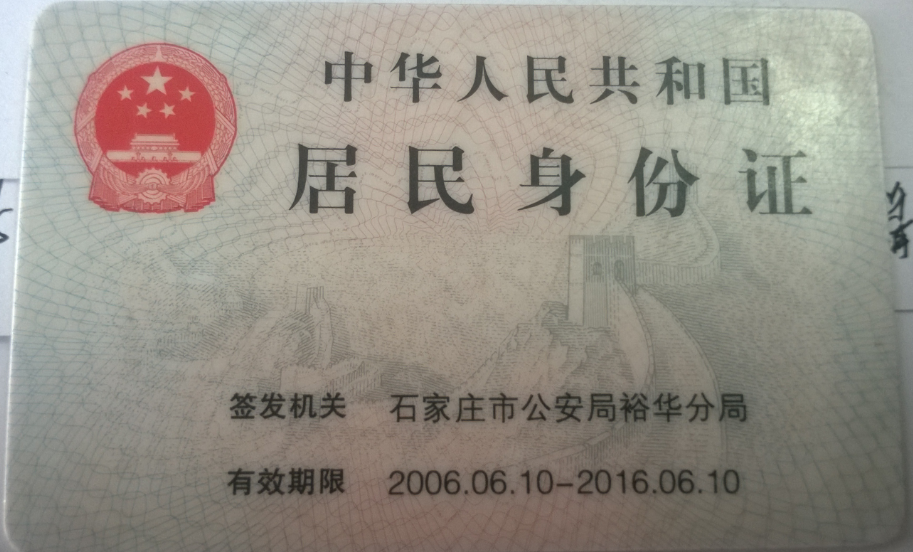 中华人民共和国
居民身份证
签发机关 石家庄市公安局裕华分局
有效期限 2006.06.10-2016.06.10